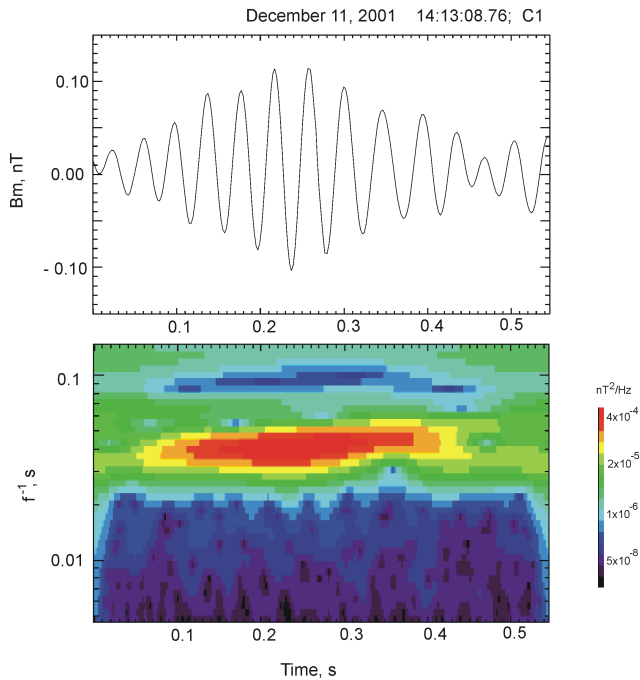 December 11, 2001 14:13:08.76; C1
Bm, nT
0.10
0.00
- 0.10
0.1 0.2 0.3 0.4 0.5
f⁻¹, s
0.1
0.01
0.1 0.2 0.3 0.4 0.5
Time, s
nT²/Hz
4x10⁻⁴
2x10⁻⁵
1x10⁻⁶
5x10⁻⁸